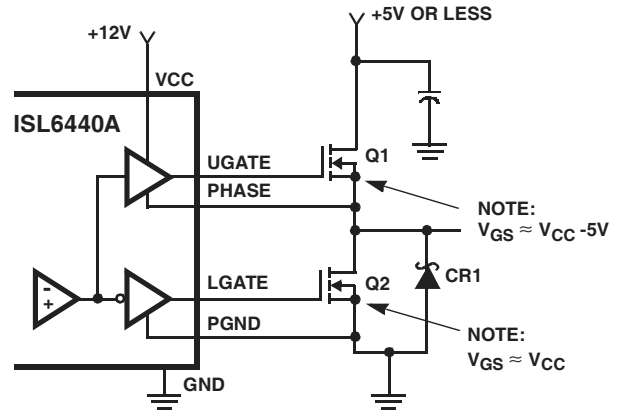 +5V OR LESS
+12V
VCC
ISL6440A
UGATE
Q1
PHASE
NOTE:
VGS ≈ VCC -5V
LGATE
Q2
CR1
-
+
PGND
NOTE:
VGS ≈ VCC
GND